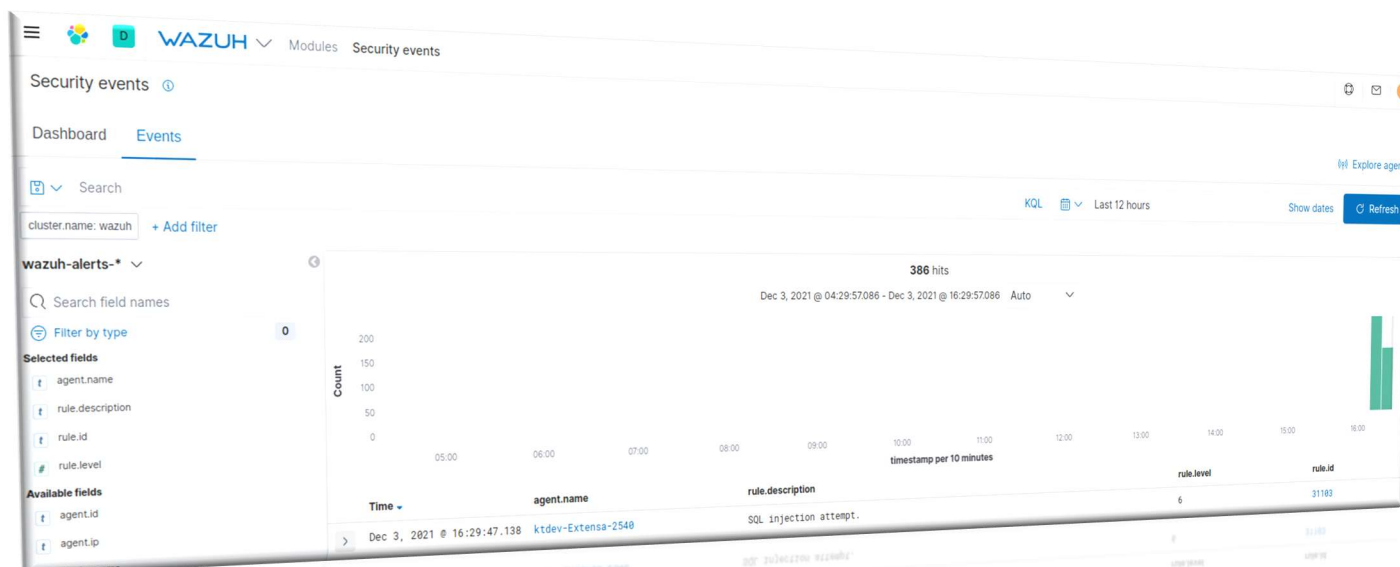 D WAZUH Modules Security events
Security events
Dashboard Events
Explore agen
Search KQL Last 12 hours Show dates Refresh
cluster.name: wazuh + Add filter
wazuh-alerts-*
386 hits
Dec 3, 2021 @ 04:29:57.086 - Dec 3, 2021 @ 16:29:57.086 Auto
Search field names
Filter by type 0
Selected fields
t agent.name
t rule.description
t rule.id
# rule.level
Available fields
t agent.id
t agent.ip
Count
200
150
100
50
0
05:00 06:00 07:00 08:00 09:00 10:00 11:00 12:00 13:00 14:00 15:00 16:00
timestamp per 10 minutes
Time agent.name rule.description rule.level rule.id
Dec 3, 2021 @ 16:29:47.138 ktdev-Extensa-2540 SQL injection attempt. 6 31103